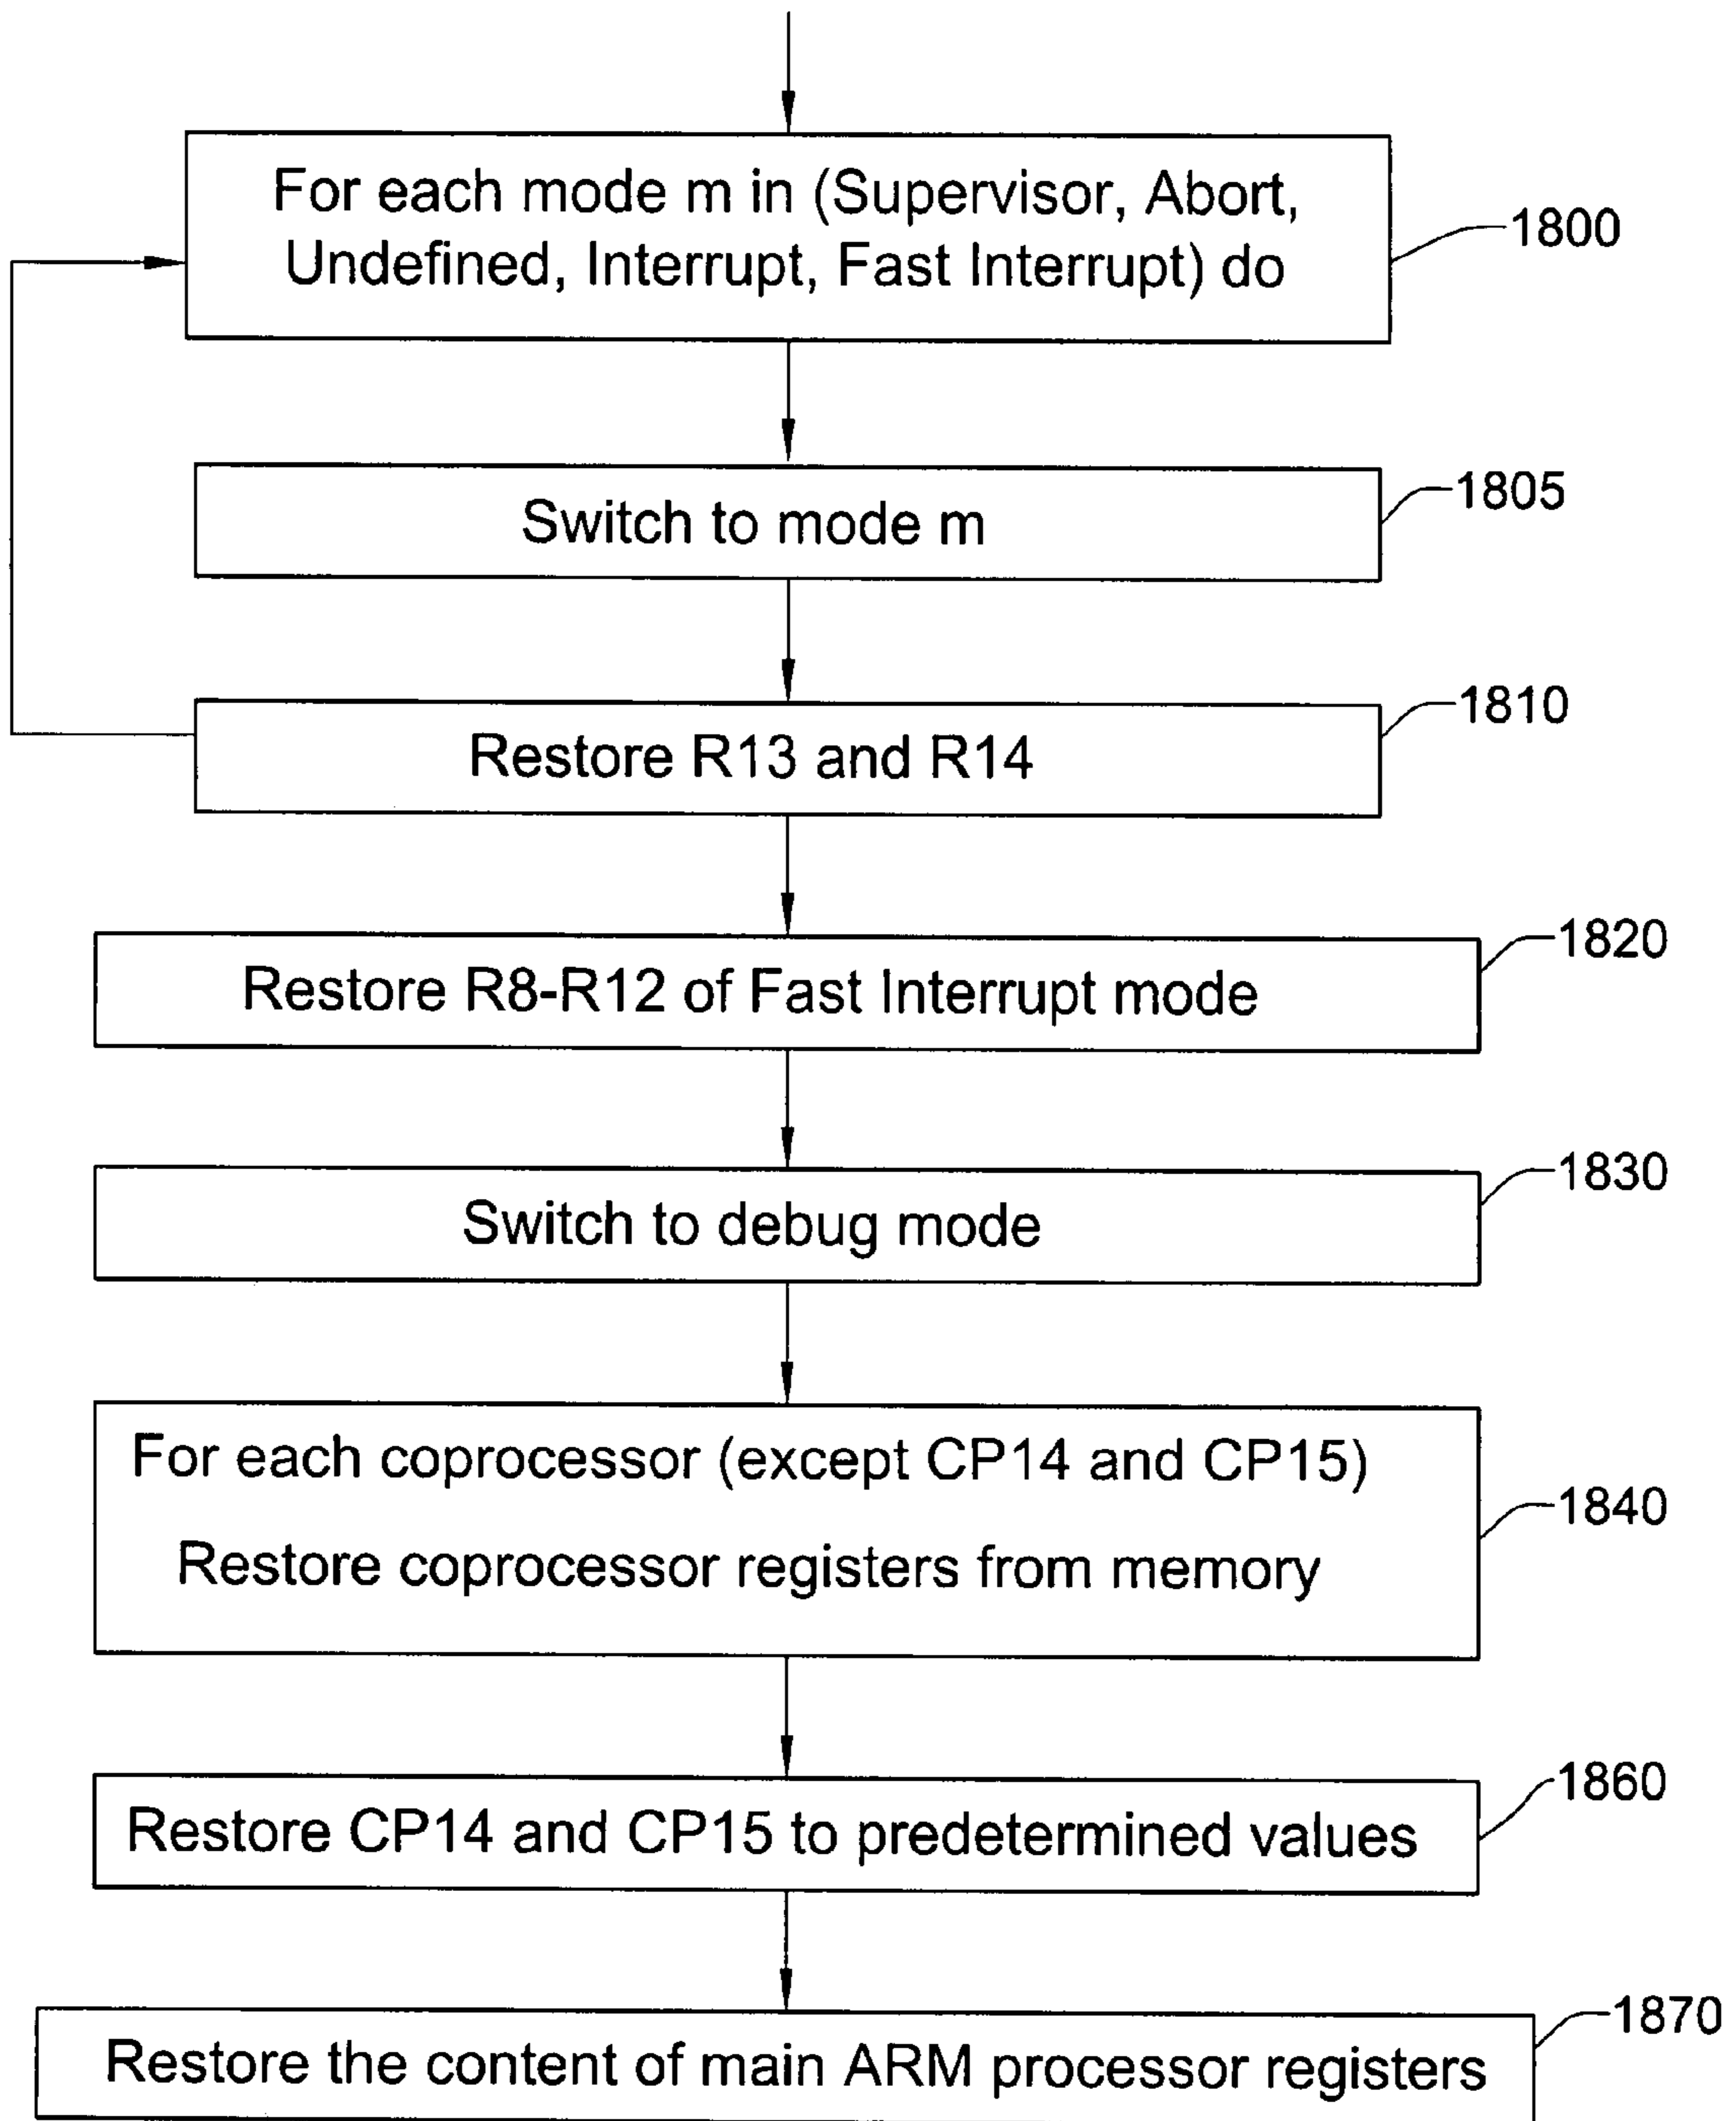 For each mode m in (Supervisor, Abort,
Undefined, Interrupt, Fast Interrupt) do
1800
Switch to mode m
1805
Restore R13 and R14
1810
Restore R8-R12 of Fast Interrupt mode
1820
Switch to debug mode
1830
For each coprocessor (except CP14 and CP15)
Restore coprocessor registers from memory
1840
Restore CP14 and CP15 to predetermined values
1860
Restore the content of main ARM processor registers
1870